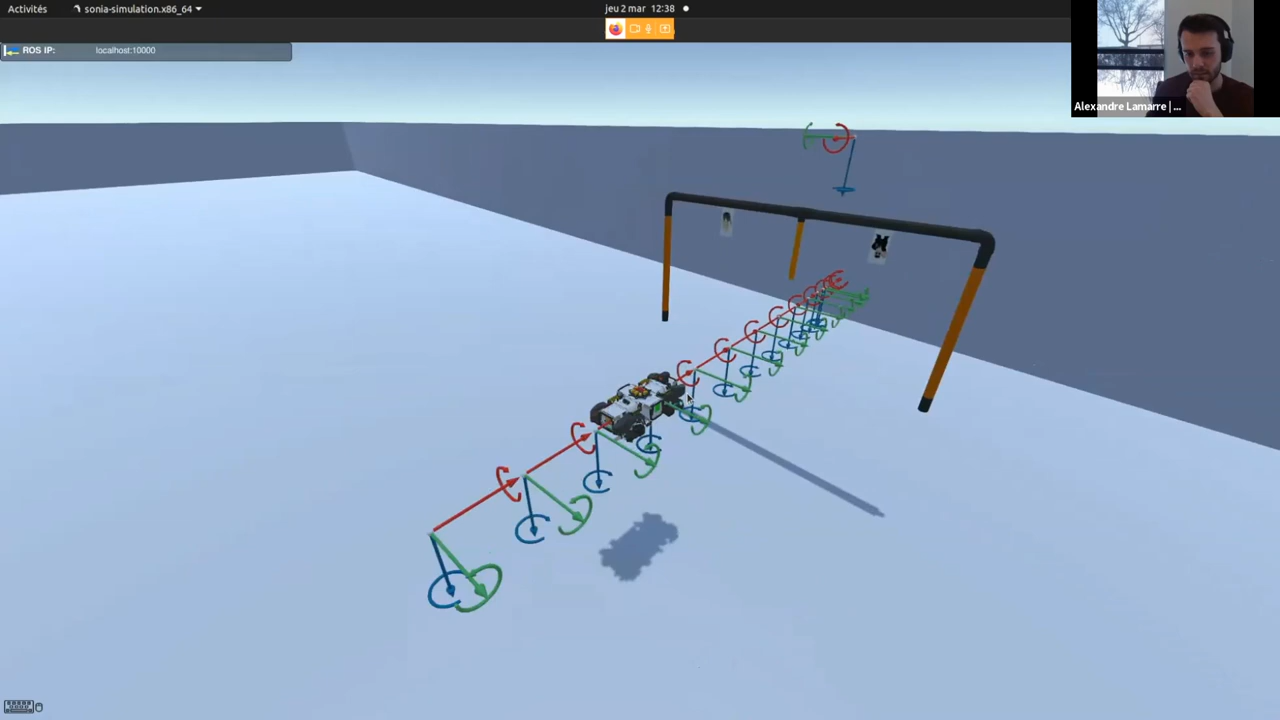 Activités
sonia-simulation.x86_64
jeu 2 mar 12:38
ROS IP: localhost:10000
Alexandre Lamarre | ...